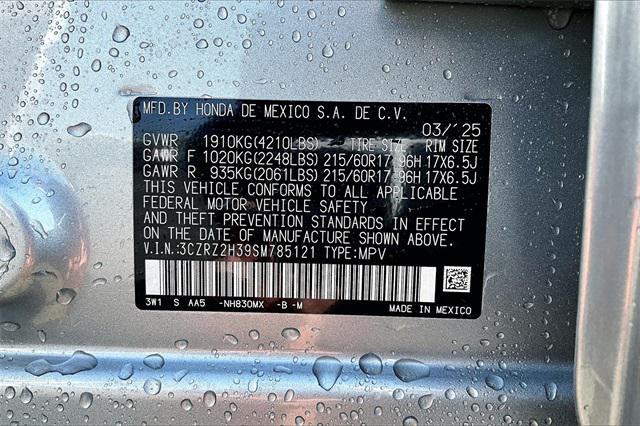 MFD.BY HONDA DE MEXICO S.A. DE C.V.
03/'25
GVWR 1910KG(4210LBS) TIRE SIZE RIM SIZE
GAWR F 1020KG(2248LBS) 215/60R17 96H 17X6.5J
GAWR R 935KG(2061LBS) 215/60R17 96H 17X6.5J
THIS VEHICLE CONFORMS TO ALL APPLICABLE
FEDERAL MOTOR VEHICLE SAFETY
AND THEFT PREVENTION STANDARDS IN EFFECT
ON THE DATE OF MANUFACTURE SHOWN ABOVE.
V.I.N.:3CZRZ2H39SM785121 TYPE:MPV
3W1 S AA5 -NH830MX -B -M MADE IN MEXICO